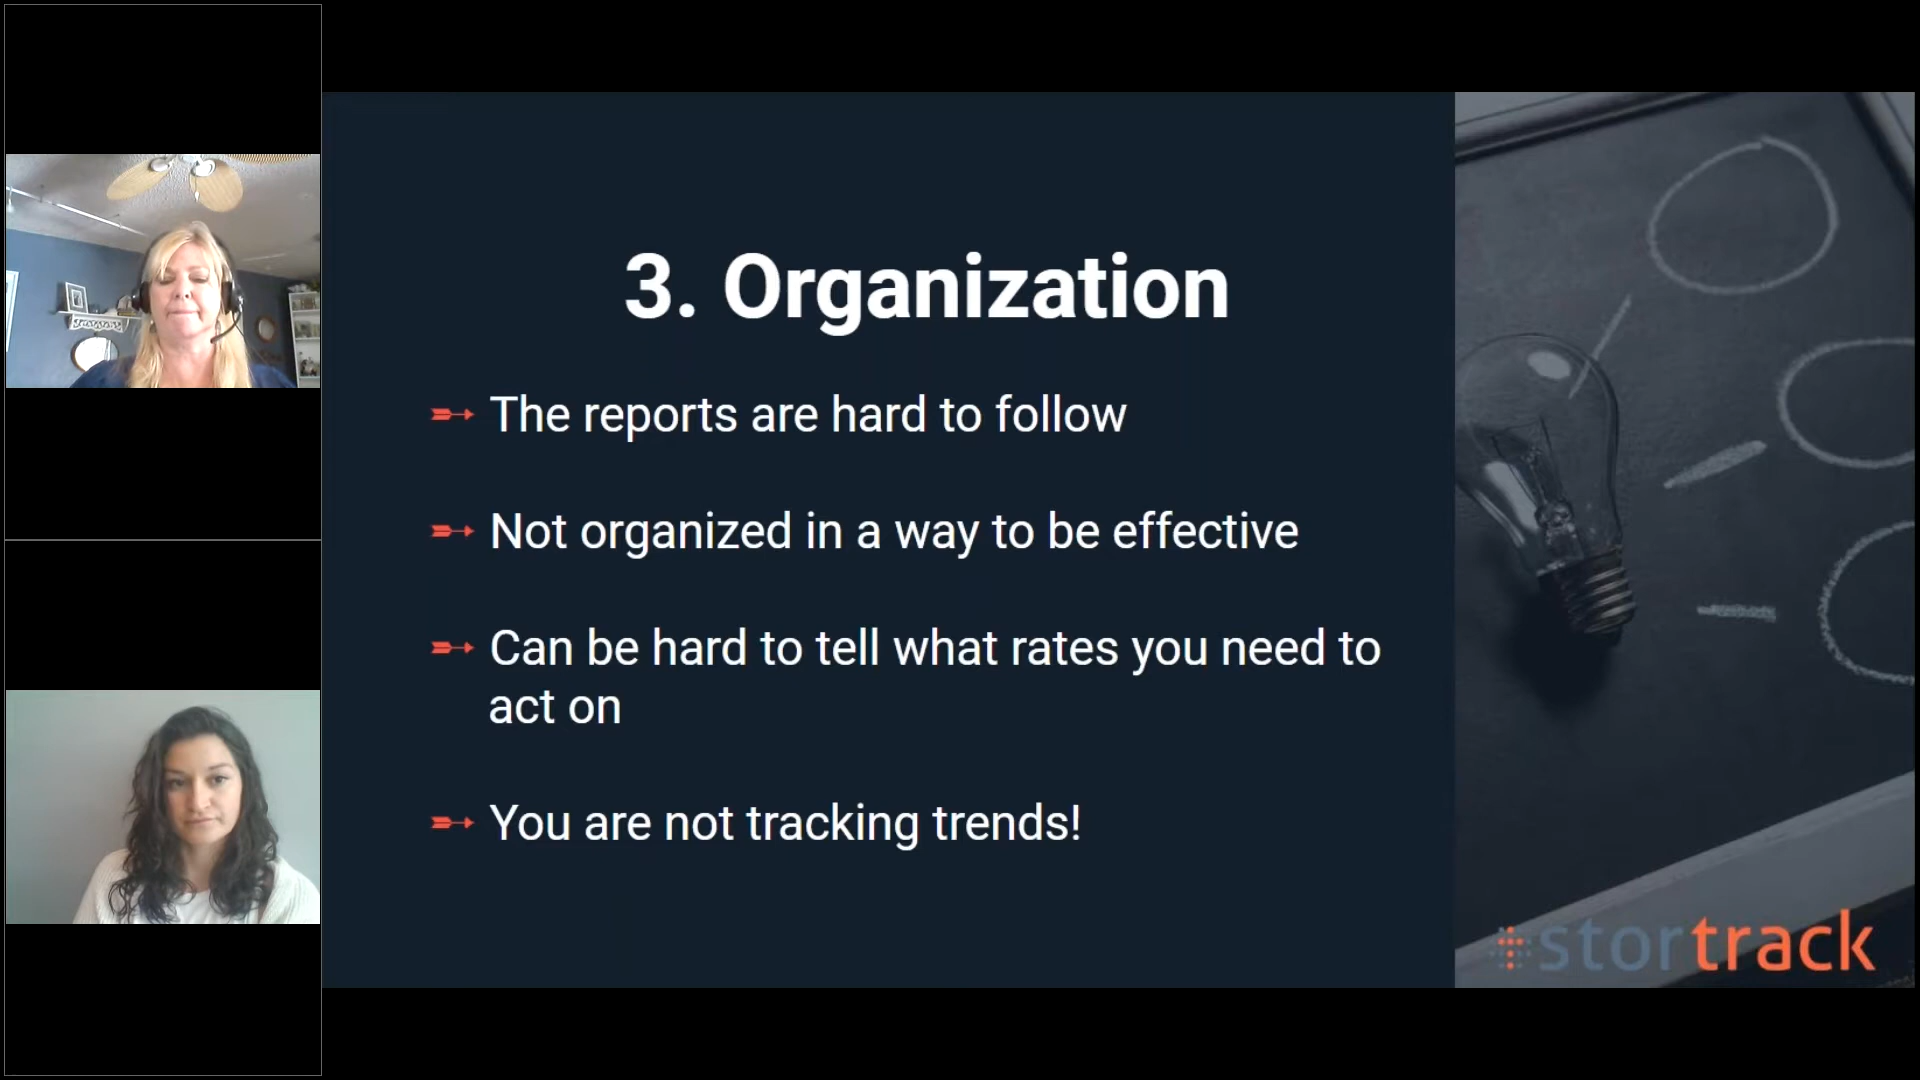 3. Organization
The reports are hard to follow
Not organized in a way to be effective
Can be hard to tell what rates you need to
act on
You are not tracking trends!
stortrack